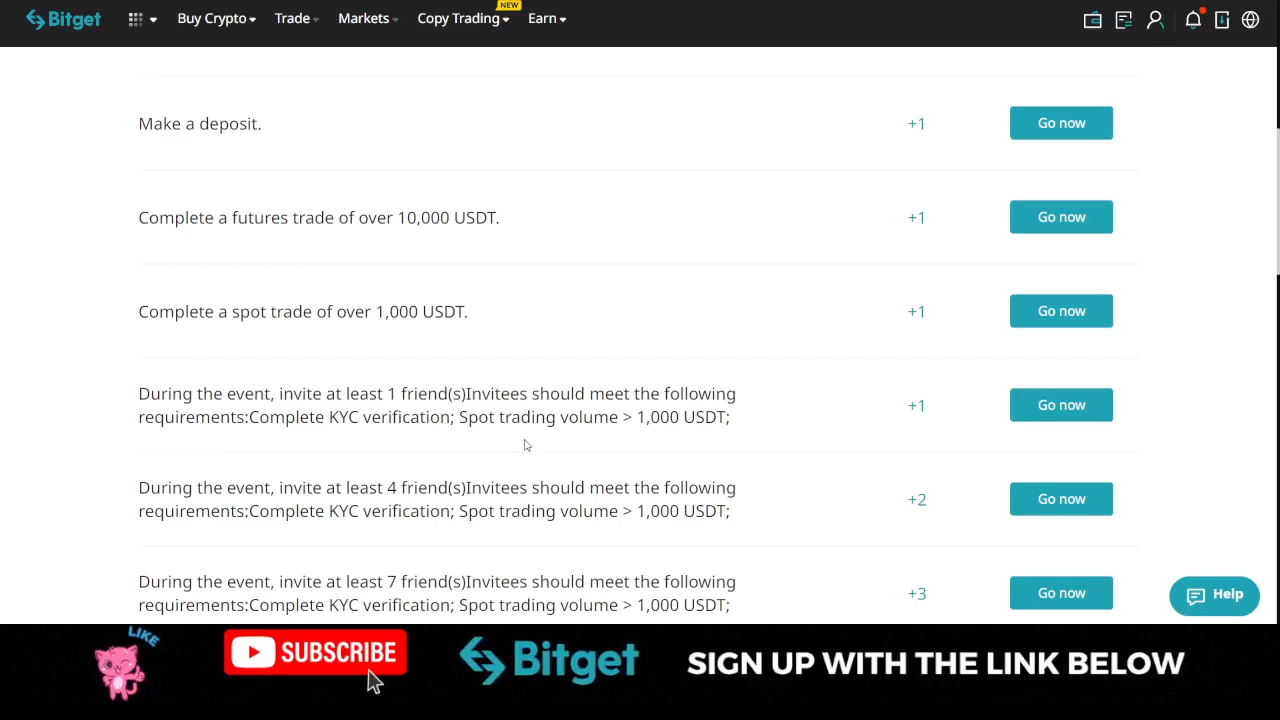 Bitget
Buy Crypto
Trade
Markets
Copy Trading
NEW
Earn
Make a deposit.
+1
Go now
Complete a futures trade of over 10,000 USDT.
+1
Go now
Complete a spot trade of over 1,000 USDT.
+1
Go now
During the event, invite at least 1 friend(s)Invitees should meet the following
requirements:Complete KYC verification; Spot trading volume > 1,000 USDT;
+1
Go now
During the event, invite at least 4 friend(s)Invitees should meet the following
requirements:Complete KYC verification; Spot trading volume > 1,000 USDT;
+2
Go now
During the event, invite at least 7 friend(s)Invitees should meet the following
requirements:Complete KYC verification; Spot trading volume > 1,000 USDT;
+3
Go now
Help
LIKE
SUBSCRIBE
Bitget
SIGN UP WITH THE LINK BELOW